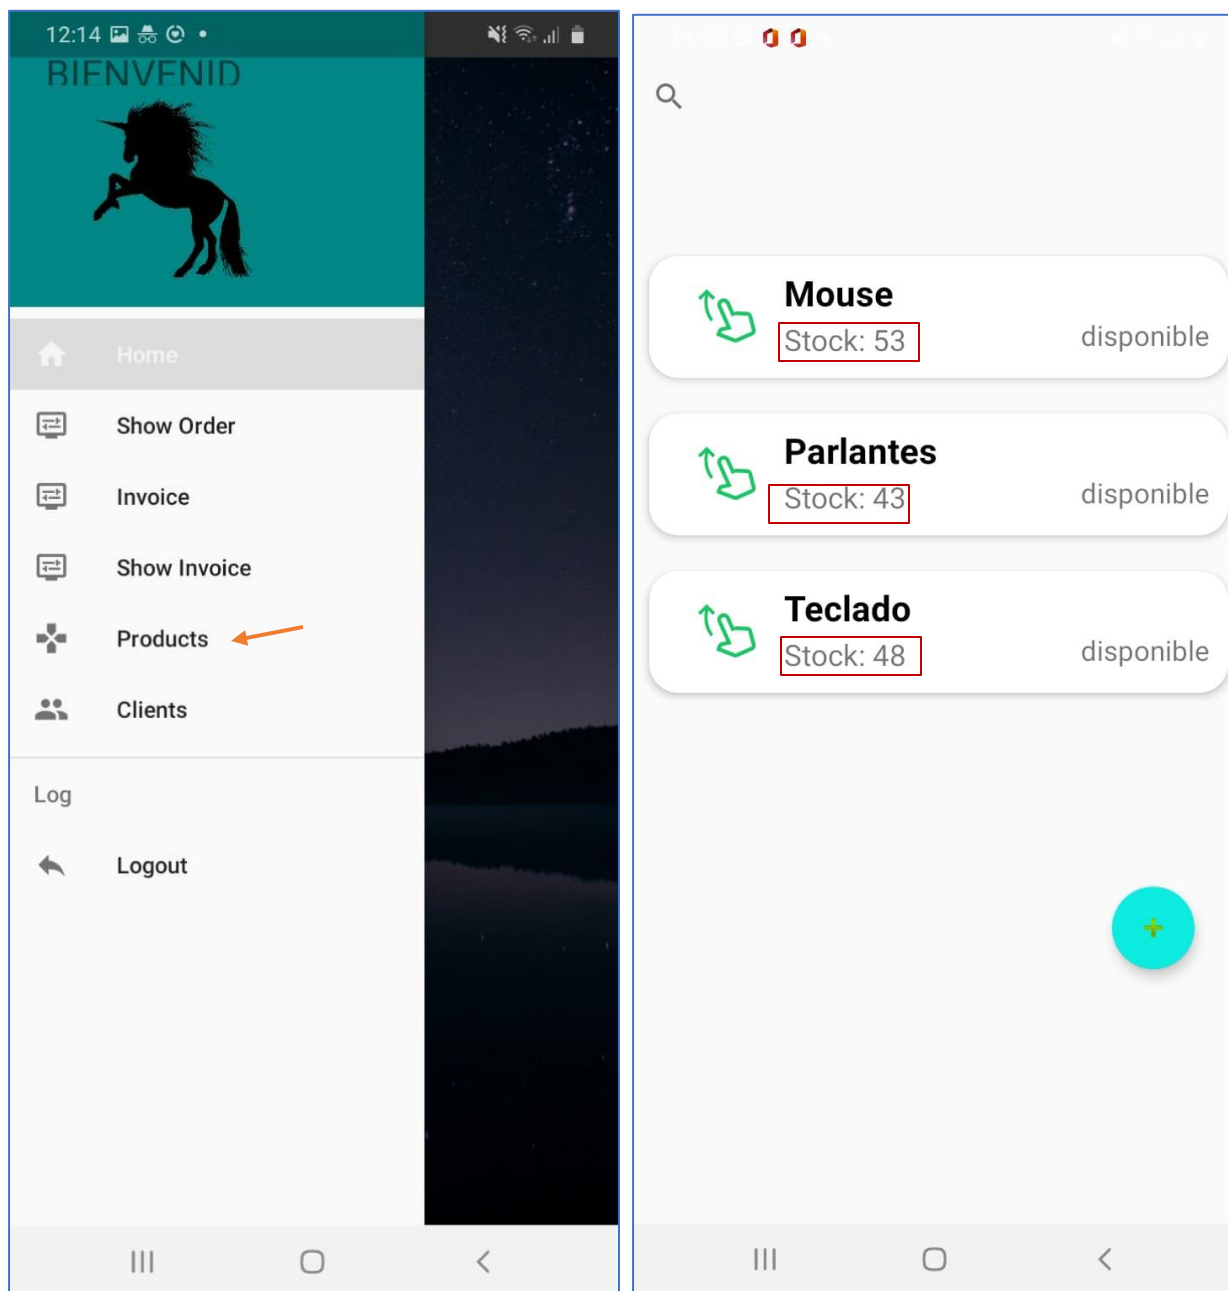 12:14
BIENVENID
Home
Show Order
Invoice
Show Invoice
Products
Clients
Log
Logout
Mouse
Stock: 53
disponible
Parlantes
Stock: 43
disponible
Teclado
Stock: 48
disponible